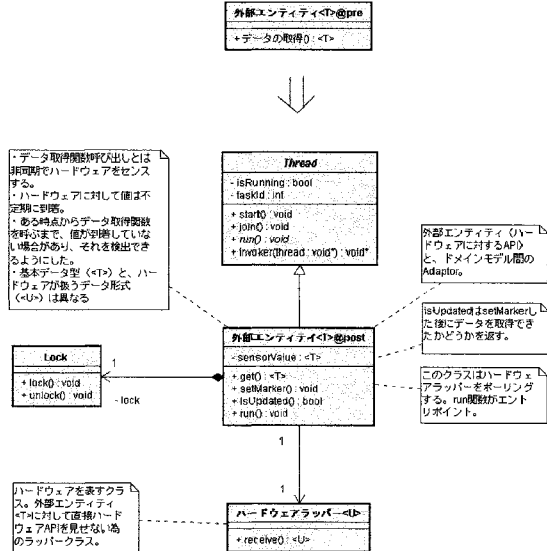 外部エンティティ<T>@pre
+ データの取得() : <T>
Thread
- isRunning : bool
- taskId : int
+ start() : void
+ join() : void
+ run() : void
+ invoker(thread : void*) : void*
・データ取得関数呼び出しとは
非同期でハードウェアをセンス
する。
・ハードウェアに対して値は不
定期に到着。
・ある時点からデータ取得関数
を呼ぶまで、値が到着していな
い場合があり、それを検出でき
るようにした。
・基本データ型（<T>）と、ハー
ドウェアが扱うデータ形式
（<U>）は異なる
外部エンティティ（ハー
ドウェアに対するAPI）
と、ドメインモデル間の
Adaptor。
isUpdatedはsetMarkerし
た後にデータを取得でき
たかどうかを返す。
このクラスはハードウェ
アラッパーをポーリング
する。run関数がエント
リポイント。
外部エンティティ<T>@post
- sensorValue : <T>
+ get() : <T>
+ setMarker() : void
+ isUpdated() : bool
+ run() : void
Lock
+ lock() : void
+ unlock() : void
1
- lock
1
1
ハードウェアラッパー<U>
+ receive() : <U>
ハードウェアを表すクラ
ス。外部エンティティ
<T>に対して直接ハード
ウェアAPIを見せない為
のラッパークラス。